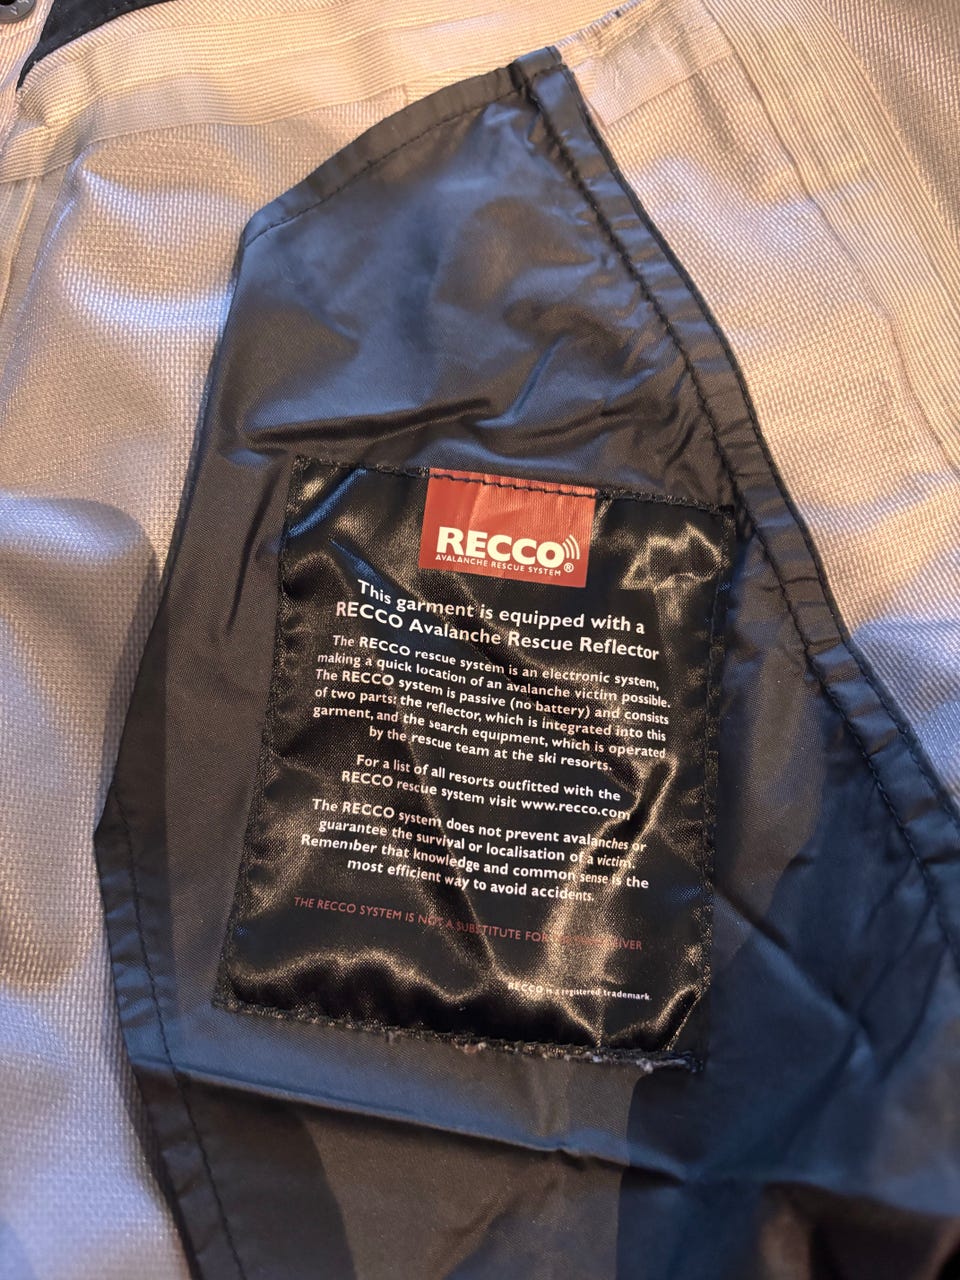 RECCO
AVALANCHE RESCUE SYSTEM ®
This garment is equipped with a
RECCO Avalanche Rescue Reflector
The RECCO rescue system is an electronic system,
making a quick location of an avalanche victim possible.
The RECCO system is passive (no battery) and consists
of two parts: the reflector, which is integrated into this
garment, and the search equipment, which is operated
by the rescue team at the ski resorts.
For a list of all resorts outfitted with the
RECCO rescue system visit www.recco.com
The RECCO system does not prevent avalanches or
guarantee the survival or localisation of a victim.
Remember that knowledge and common sense is the
most efficient way to avoid accidents.
THE RECCO SYSTEM IS NOT A SUBSTITUTE FOR
RECCO is a registered trademark.